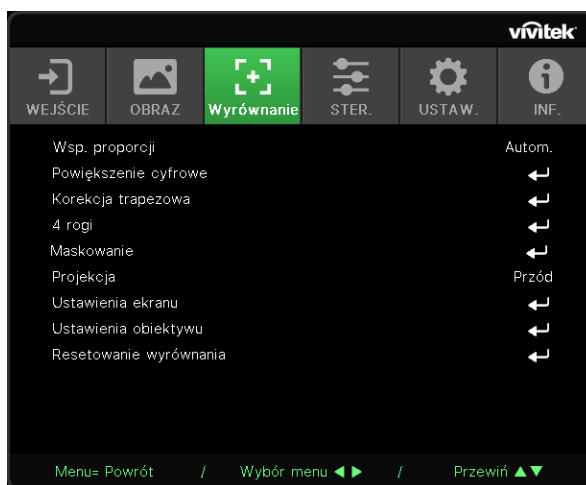 vivitek
WEJŚCIE OBRAZ Wyrównanie STER. USTAW. INF.
Wsp. proporcji Autom.
Powiększenie cyfrowe
Korekcja trapezowa
4 rogi
Maskowanie
Projekcja Przód
Ustawienia ekranu
Ustawienia obiektywu
Resetowanie wyrównania
Menu= Powrót / Wybór menu ◀ ▶ / Przewiń ▲▼